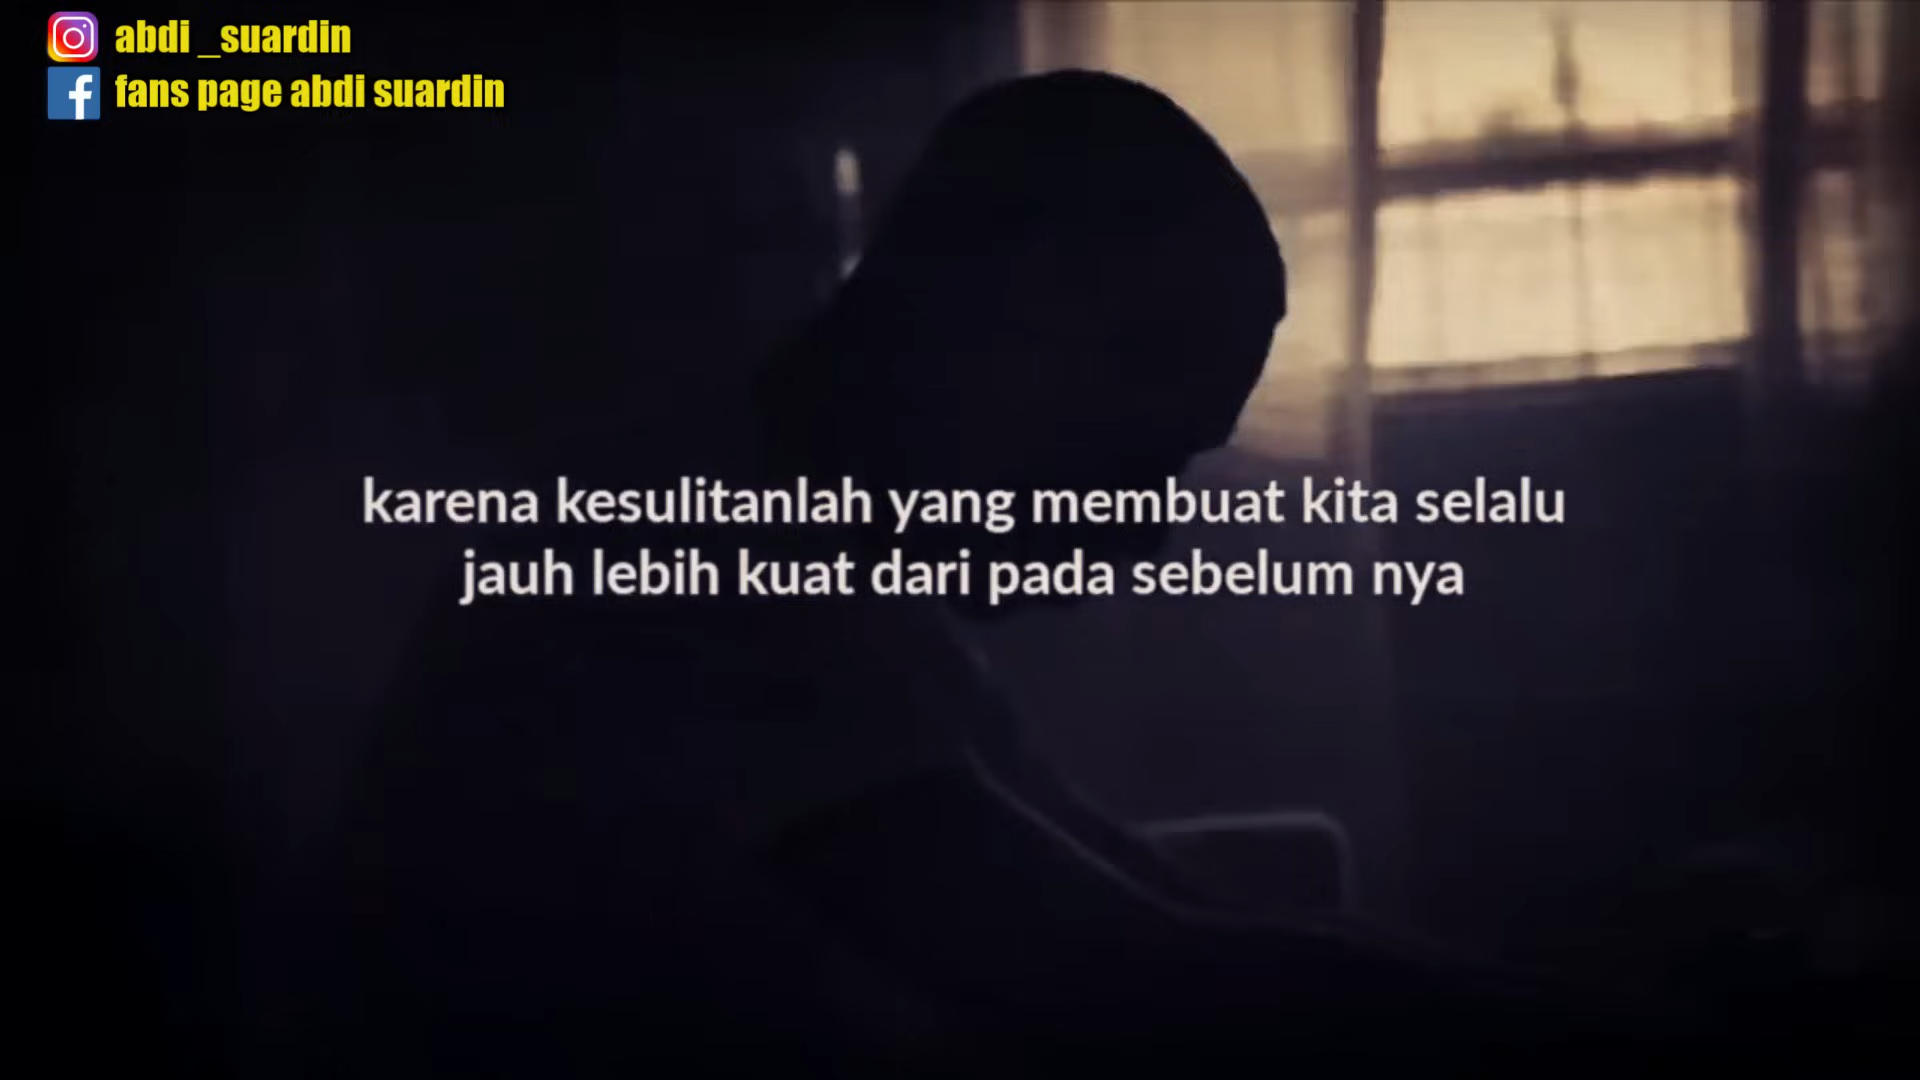 abdi _suardin
fans page abdi suardin
karena kesulitanlah yang membuat kita selalu
jauh lebih kuat dari pada sebelum nya